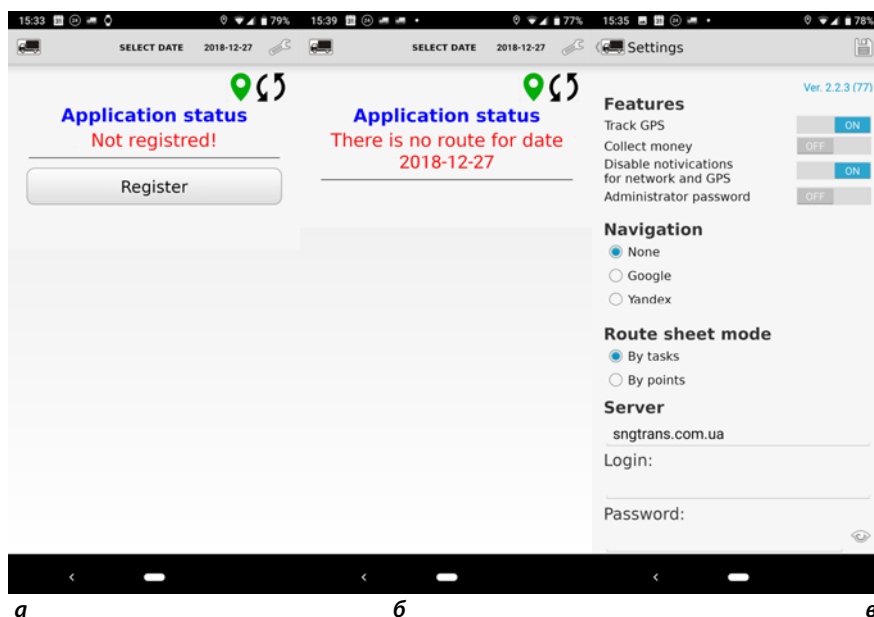 15:33 79%
SELECT DATE 2018-12-27
Application status
Not registred!
Register
15:39 77%
SELECT DATE 2018-12-27
Application status
There is no route for date
2018-12-27
15:35 78%
Settings
Ver. 2.2.3 (77)
Features
Track GPS ON
Collect money OFF
Disable notivications
for network and GPS ON
Administrator password OFF
Navigation
None
Google
Yandex
Route sheet mode
By tasks
By points
Server
sngtrans.com.ua
Login:
Password:
а б в